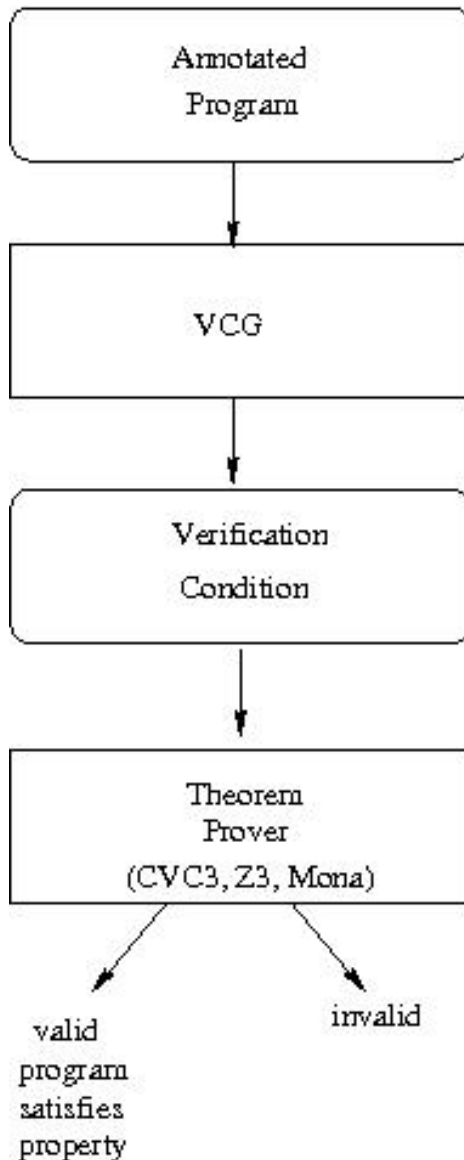 Annotated
Program
VCG
Verification
Condition
Theorem
Prover
(CVC3, Z3, Mona)
valid
program
satisfies
property
invalid